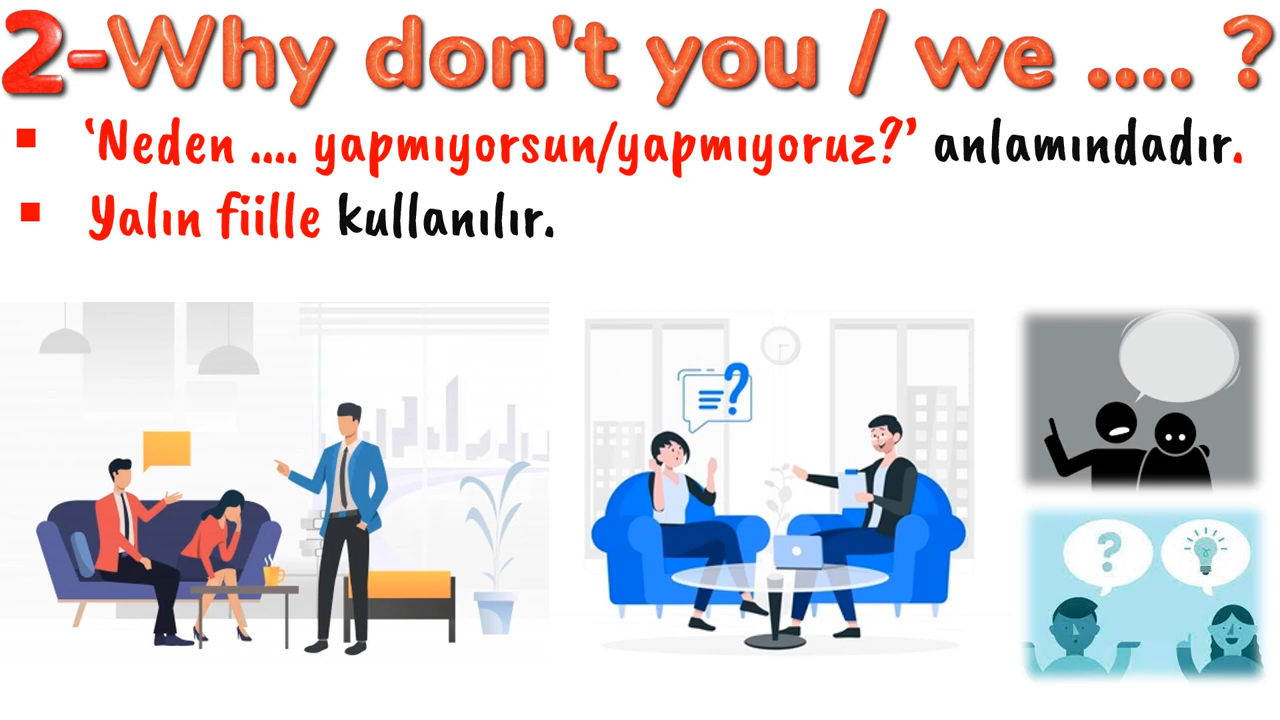 2-Why don't you / we .... ?
▪ ‘Neden .... yapmıyorsun/yapmıyoruz?’ anlamındadır.
▪ Yalın fiille kullanılır.
?
?